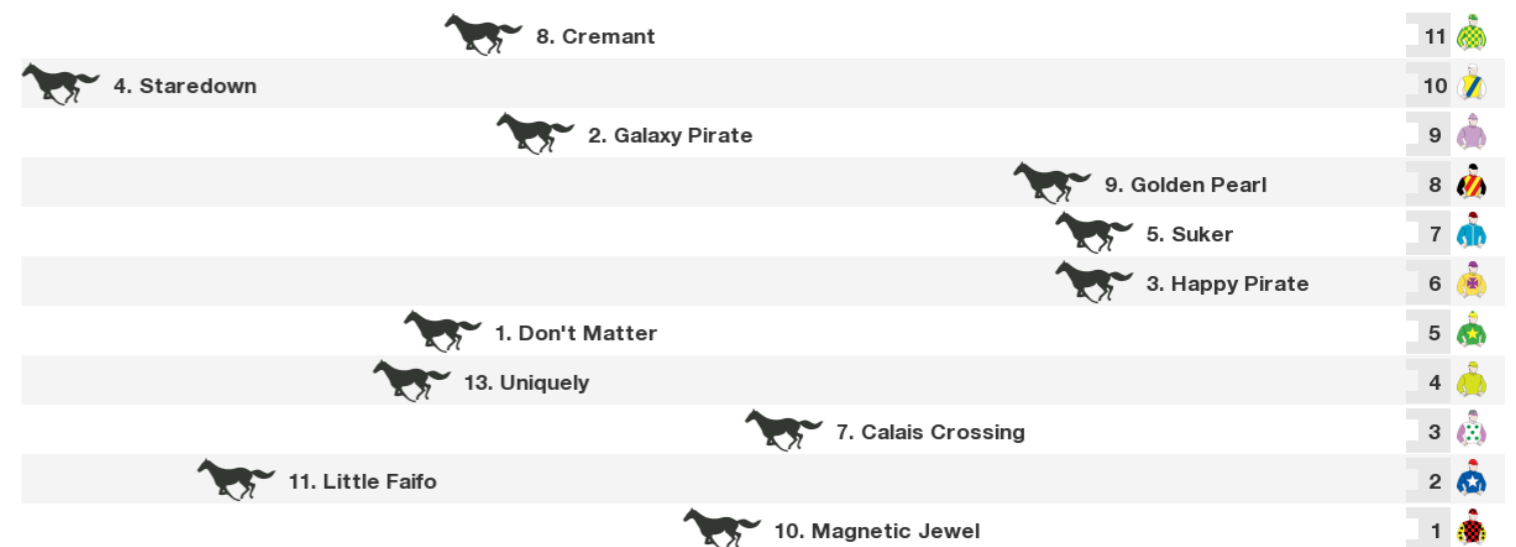 8. Cremant 11
4. Staredown 10
2. Galaxy Pirate 9
9. Golden Pearl 8
5. Suker 7
3. Happy Pirate 6
1. Don't Matter 5
13. Uniquely 4
7. Calais Crossing 3
11. Little Faifo 2
10. Magnetic Jewel 1